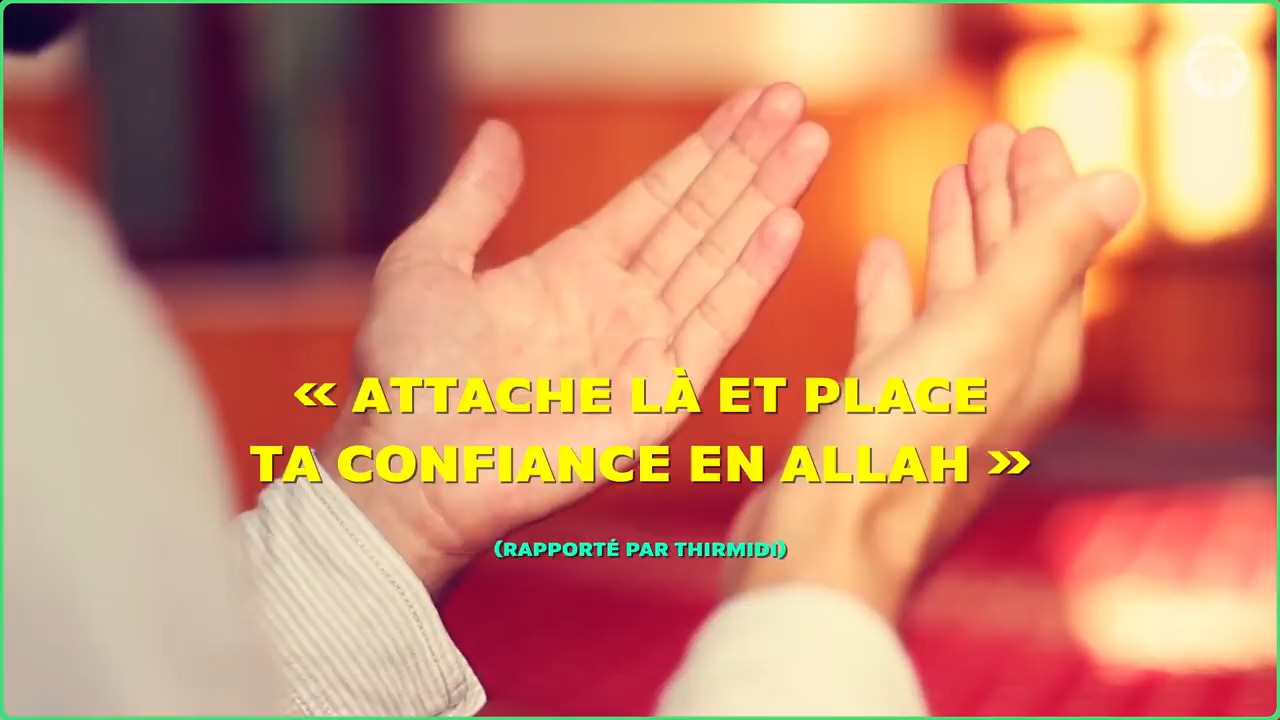 « ATTACHE LÀ ET PLACE
TA CONFIANCE EN ALLAH »
(RAPPORTÉ PAR THIRMIDI)